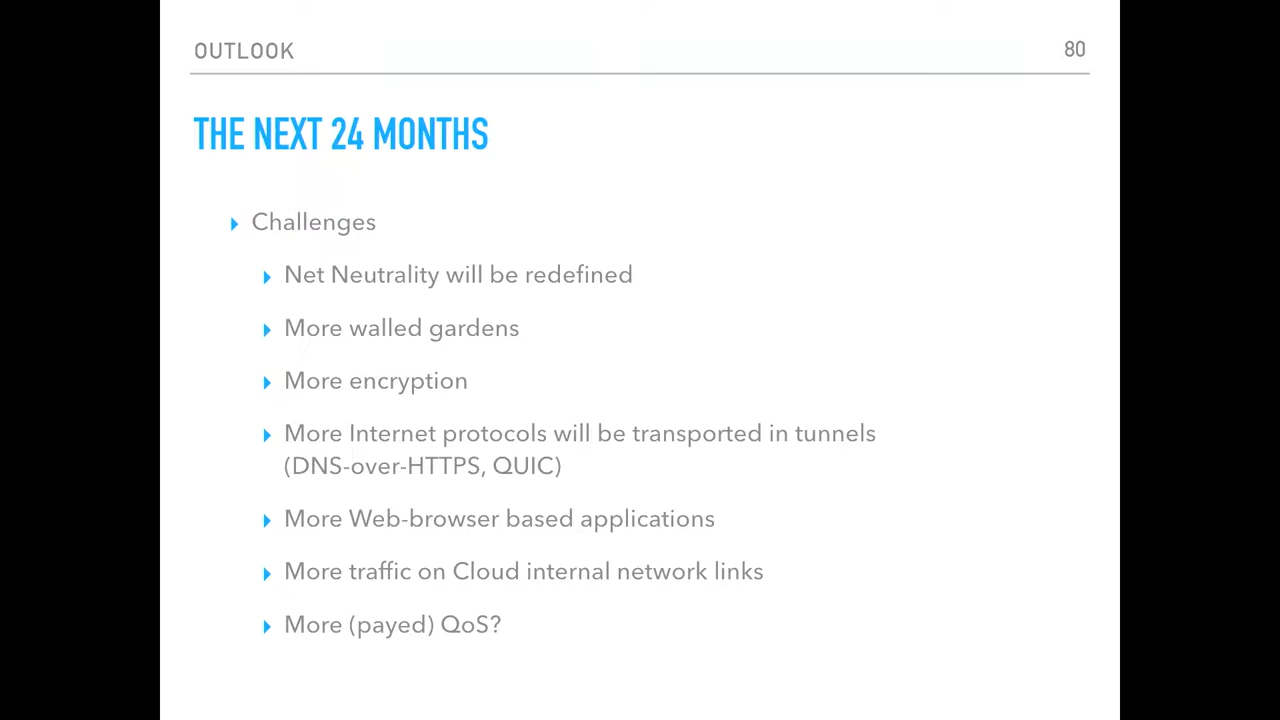 OUTLOOK
80
THE NEXT 24 MONTHS
Challenges
Net Neutrality will be redefined
More walled gardens
More encryption
More Internet protocols will be transported in tunnels
(DNS-over-HTTPS, QUIC)
More Web-browser based applications
More traffic on Cloud internal network links
More (payed) QoS?